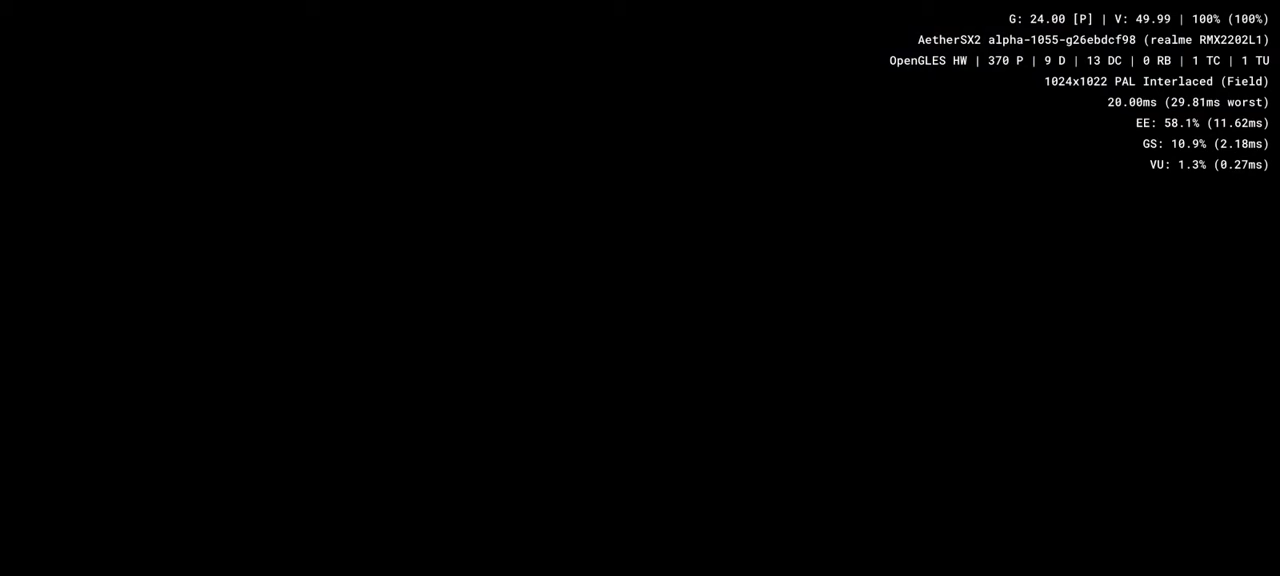 G: 24.00 [P] | V: 49.99 | 100% (100%)
AetherSX2 alpha-1055-g26ebdcf98 (realme RMX2202L1)
OpenGLES HW | 370 P | 9 D | 13 DC | 0 RB | 1 TC | 1 TU
1024x1022 PAL Interlaced (Field)
20.00ms (29.81ms worst)
EE: 58.1% (11.62ms)
GS: 10.9% (2.18ms)
VU: 1.3% (0.27ms)